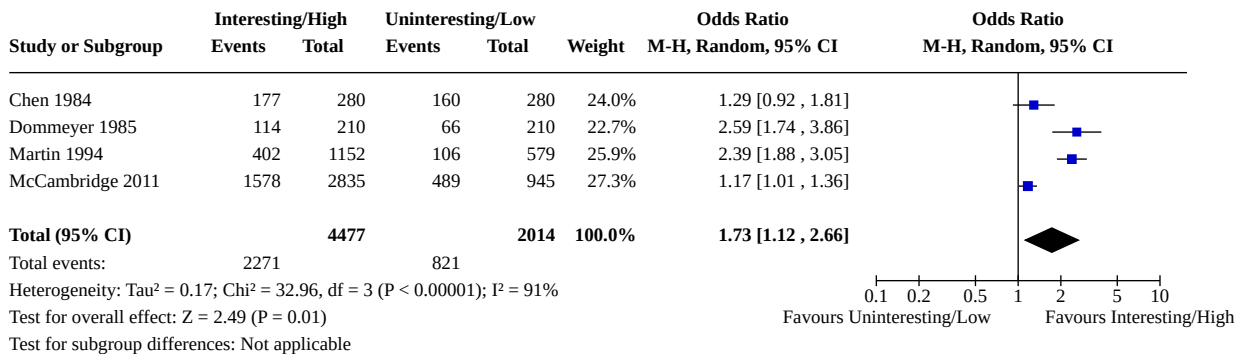 Interesting/High Uninteresting/Low Odds Ratio Odds Ratio
Study or Subgroup Events Total Events Total Weight M-H, Random, 95% CI M-H, Random, 95% CI
Chen 1984 177 280 160 280 24.0% 1.29 [0.92 , 1.81]
Dommeyer 1985 114 210 66 210 22.7% 2.59 [1.74 , 3.86]
Martin 1994 402 1152 106 579 25.9% 2.39 [1.88 , 3.05]
McCambridge 2011 1578 2835 489 945 27.3% 1.17 [1.01 , 1.36]
Total (95% CI) 4477 2014 100.0% 1.73 [1.12 , 2.66]
Total events: 2271 821
Heterogeneity: Tau² = 0.17; Chi² = 32.96, df = 3 (P < 0.00001); I² = 91%
0.1 0.2 0.5 1 2 5 10
Test for overall effect: Z = 2.49 (P = 0.01) Favours Uninteresting/Low Favours Interesting/High
Test for subgroup differences: Not applicable